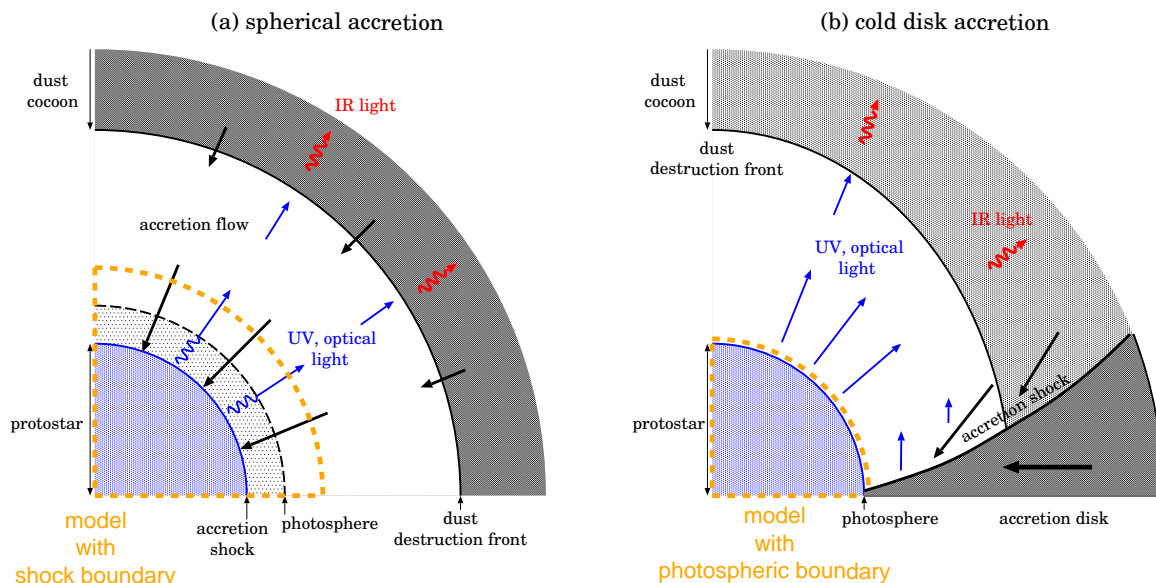 (a) spherical accretion
dust
cocoon
IR light
accretion flow
UV, optical
light
protostar
model
with
shock boundary
accretion
shock
photosphere
dust
destruction front
(b) cold disk accretion
dust
cocoon
dust
destruction front
IR light
UV, optical
light
accretion shock
protostar
photosphere
accretion disk
model
with
photospheric boundary